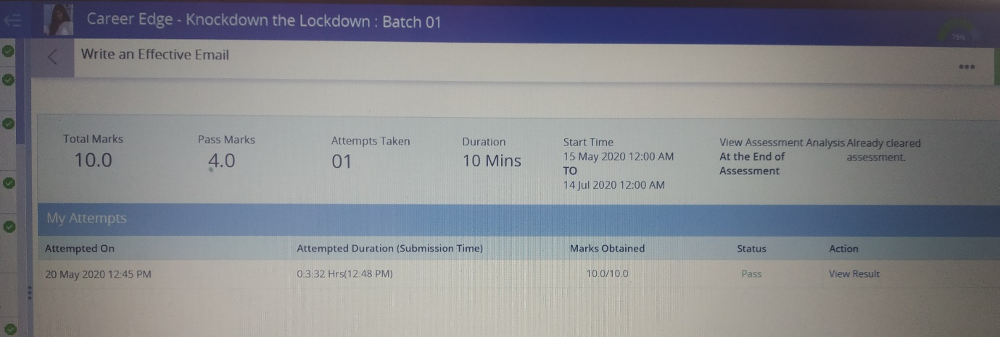 Career Edge - Knockdown the Lockdown : Batch 01
75%
Write an Effective Email
Total Marks
10.0
Pass Marks
4.0
Attempts Taken
01
Duration
10 Mins
Start Time
15 May 2020 12:00 AM
TO
14 Jul 2020 12:00 AM
View Assessment Analysis
At the End of
Assessment
Already cleared
assessment.
My Attempts
Attempted On Attempted Duration (Submission Time) Marks Obtained Status Action
20 May 2020 12:45 PM 0:3:32 Hrs(12:48 PM) 10.0/10.0 Pass View Result